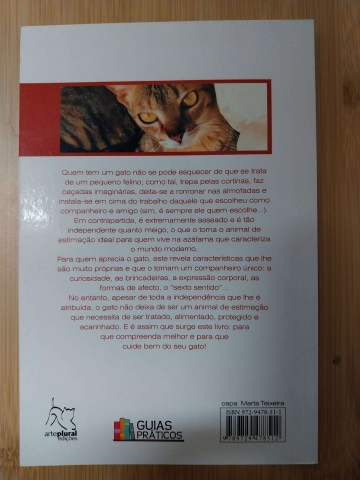 Quem tem um gato não se pode esquecer de que se trata
de um pequeno felino; como tal, trepa pelas cortinas, faz
caçadas imaginárias, deita-se a ronronar nas almofadas e
instala-se em cima do trabalho daquele que escolheu como
companheiro e amigo (sim, é sempre ele quem escolhe...).
Em contrapartida, é extremamente asseado e é tão
independente quanto meigo, o que o torna o animal de
estimação ideal para quem vive na azáfama que caracteriza
o mundo moderno.
Para quem aprecia o gato, este revela características que lhe
são muito próprias e que o tornam um companheiro único: a
curiosidade, as brincadeiras, a expressão corporal, as
formas de afecto, o "sexto sentido"...
No entanto, apesar de toda a independência que lhe é
atribuída, o gato não deixa de ser um animal de estimação
que necessita de ser tratado, alimentado, protegido e
acarinhado. E é assim que surge este livro: para
que compreenda melhor e para que
cuide bem do seu gato!
capa: Marta Teixeira
ISBN 972-9478-51-1
arteplural
edições
GUIAS
PRÁTICOS